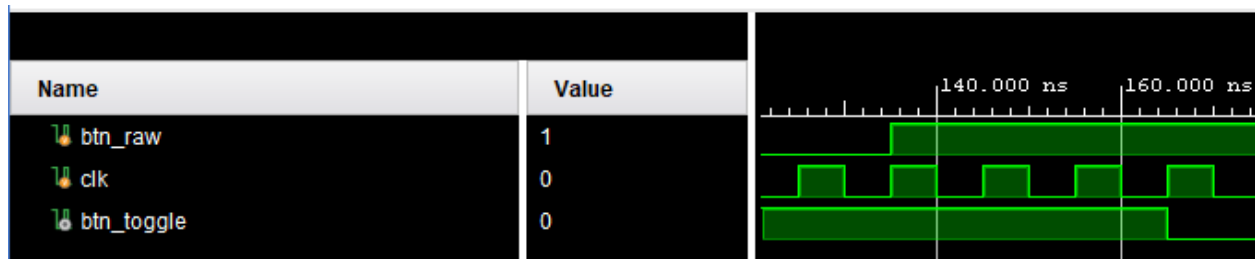 140.000 ns 160.000 ns
Name Value
btn_raw 1
clk 0
btn_toggle 0